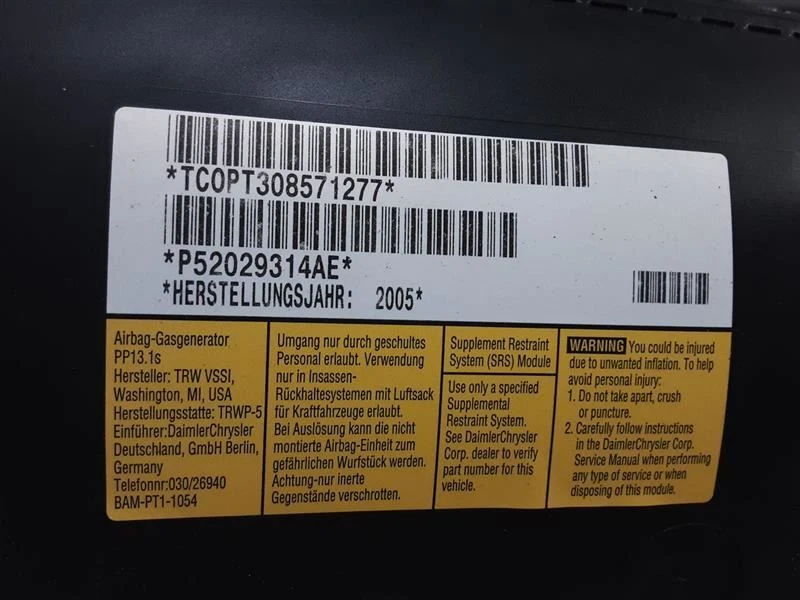 *TC0PT308571277*
*P52029314AE*
*HERSTELLUNGSJAHR: 2005*
Airbag-Gasgenerator
PP13.1s
Hersteller: TRW VSSI,
Washington, MI, USA
Herstellungsstatte: TRWP-5
Einführer:DaimlerChrysler
Deutschland, GmbH Berlin,
Germany
Telefonnr:030/26940
BAM-PT1-1054
Umgang nur durch geschultes
Personal erlaubt. Verwendung
nur in Insassen-
Rückhaltesystemen mit Luftsack
für Kraftfahrzeuge erlaubt.
Bei Auslösung kann die nicht
montierte Airbag-Einheit zum
gefährlichen Wurfstück werden.
Achtung-nur inerte
Gegenstände verschrotten.
Supplement Restraint
System (SRS) Module
Use only a specified
Supplemental
Restraint System.
See DaimlerChrysler
Corp. dealer to verify
part number for this
vehicle.
WARNING You could be injured
due to unwanted inflation. To help
avoid personal injury:
1. Do not take apart, crush
or puncture.
2. Carefully follow instructions
in the DaimlerChrysler Corp.
Service Manual when performing
any type of service or when
disposing of this module.